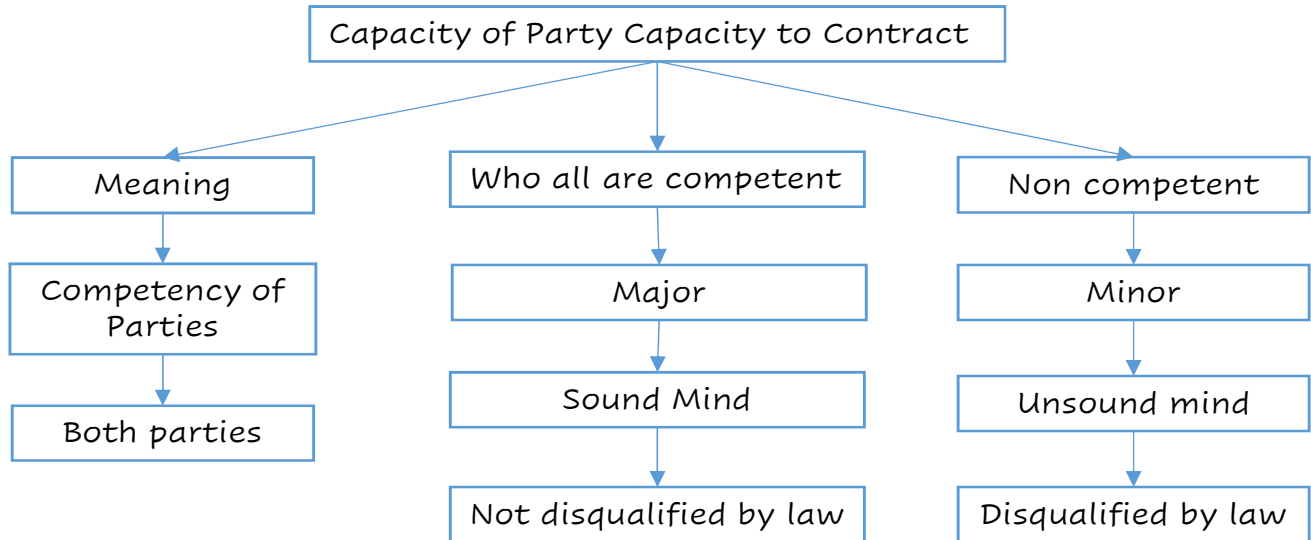 Capacity of Party Capacity to Contract
Meaning
Who all are competent
Non competent
Competency of
Parties
Major
Minor
Both parties
Sound Mind
Unsound mind
Not disqualified by law
Disqualified by law